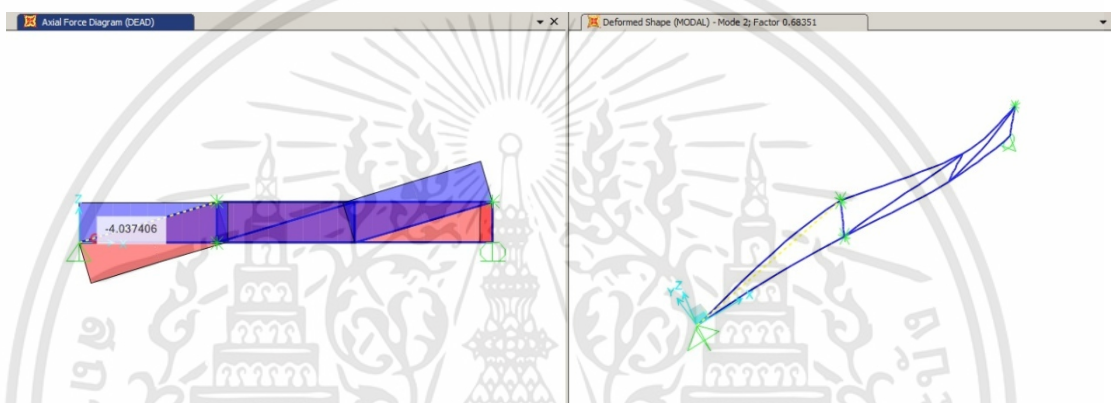 Axial Force Diagram (DEAD)
Deformed Shape (MODAL) - Mode 2; Factor 0.68351
-4.037406
Z
Z
Y
X